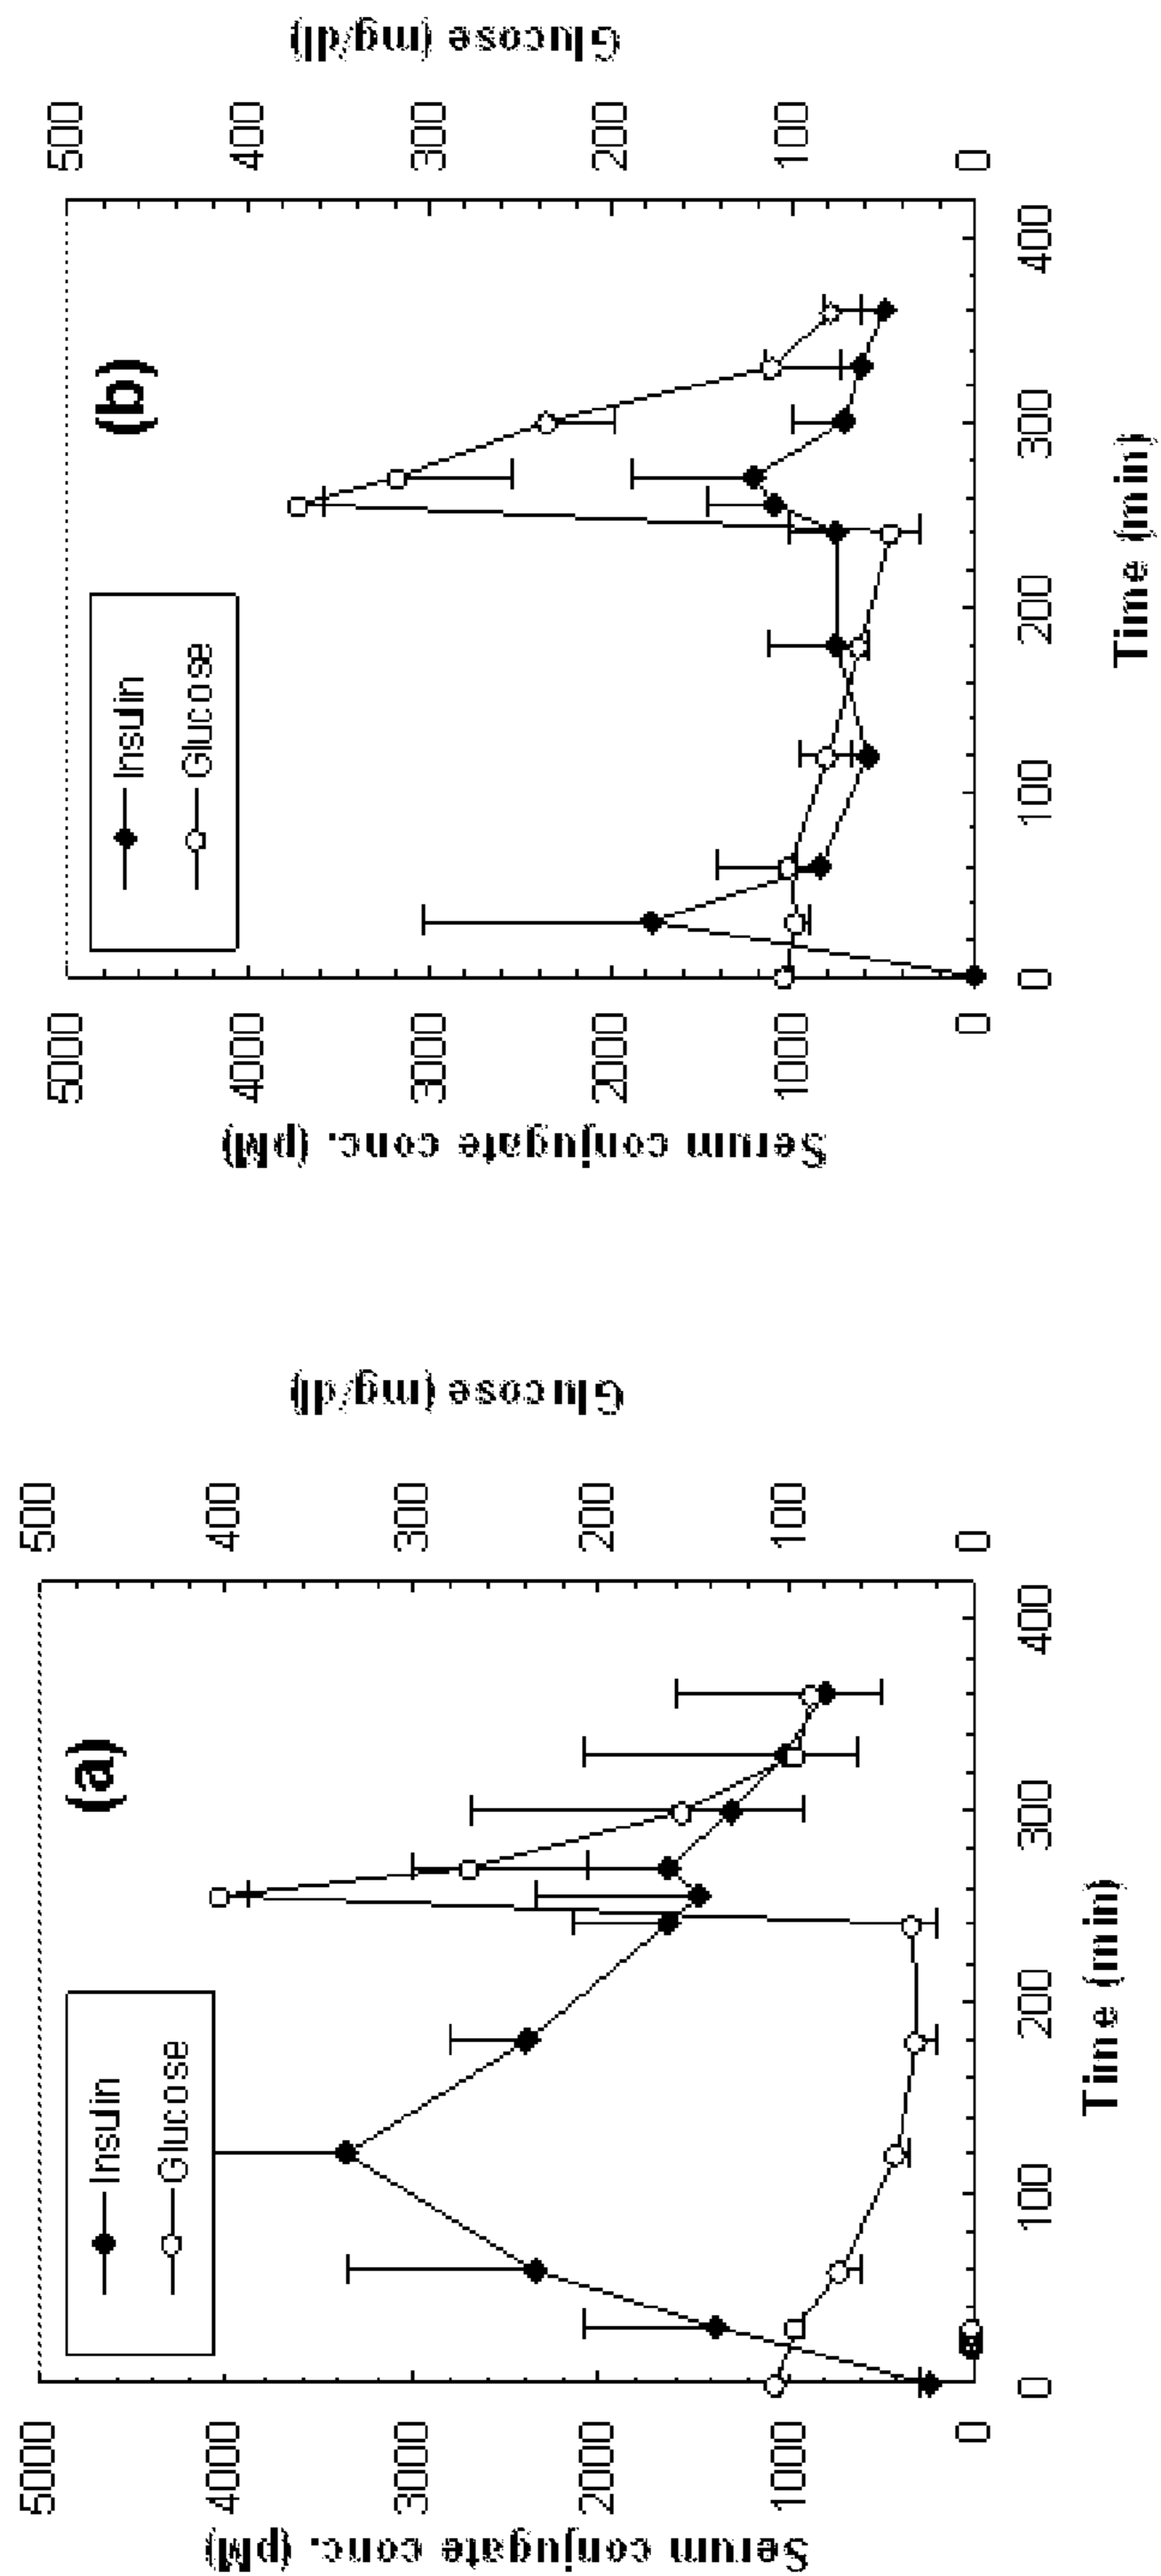 (a)
Insulin
Glucose
Serum conjugate conc. (pM)
5000
4000
3000
2000
1000
0
Glucose (mg/dl)
500
400
300
200
100
0
0
100
200
300
400
Time (min)
(b)
Insulin
Glucose
Serum conjugate conc. (pM)
5000
4000
3000
2000
1000
0
Glucose (mg/dl)
500
400
300
200
100
0
0
100
200
300
400
Time (min)